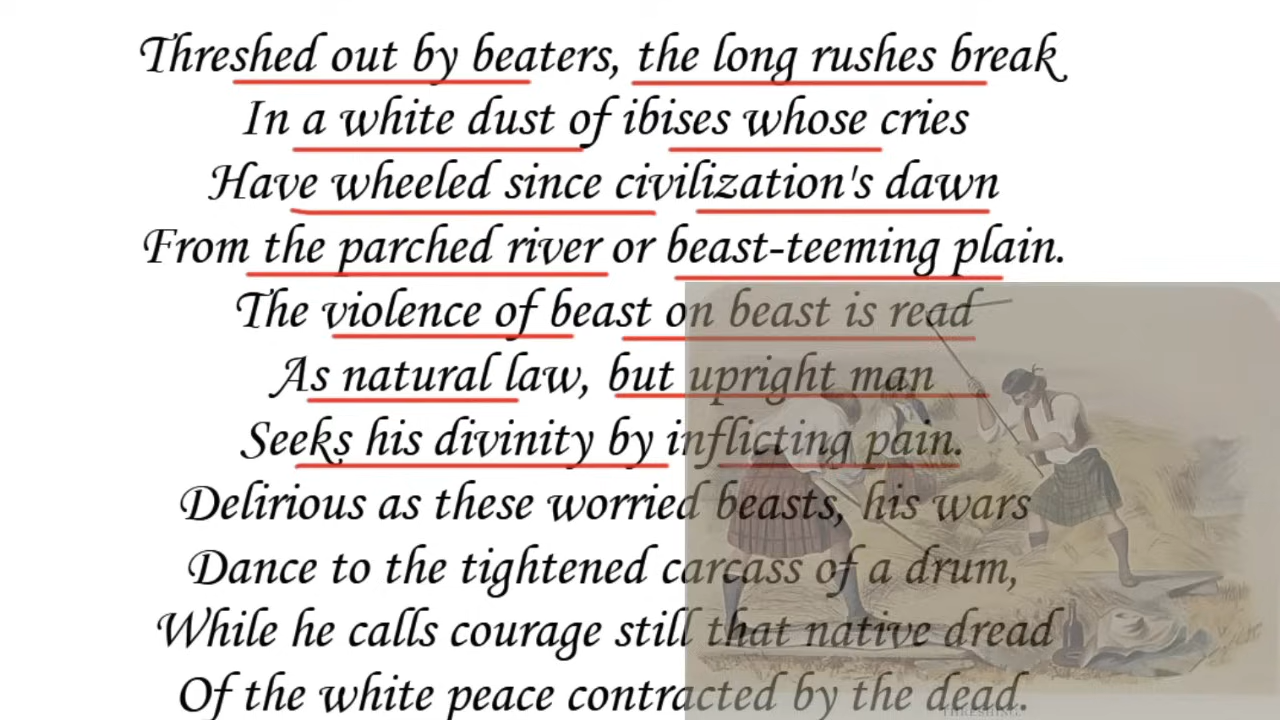 Threshed out by beaters, the long rushes break
In a white dust of ibises whose cries
Have wheeled since civilization's dawn
From the parched river or beast-teeming plain.
The violence of beast on beast is read
As natural law, but upright man
Seeks his divinity by inflicting pain.
Delirious as these worried beasts, his wars
Dance to the tightened carcass of a drum,
While he calls courage still that native dread
Of the white peace contracted by the dead.
THRESHING.